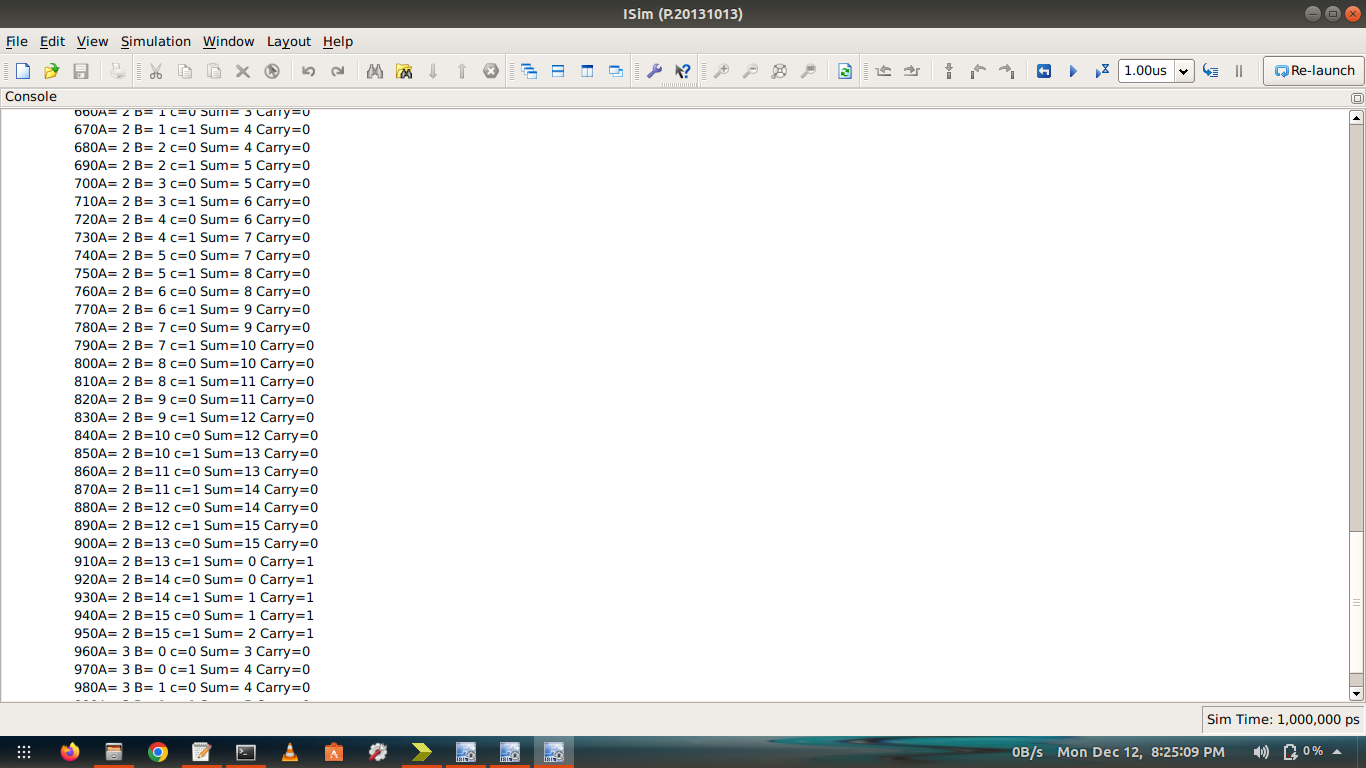 ISim (P.20131013)
File Edit View Simulation Window Layout Help
1.00us Re-launch
Console
660A= 2 B= 1 c=0 Sum= 3 Carry=0
670A= 2 B= 1 c=1 Sum= 4 Carry=0
680A= 2 B= 2 c=0 Sum= 4 Carry=0
690A= 2 B= 2 c=1 Sum= 5 Carry=0
700A= 2 B= 3 c=0 Sum= 5 Carry=0
710A= 2 B= 3 c=1 Sum= 6 Carry=0
720A= 2 B= 4 c=0 Sum= 6 Carry=0
730A= 2 B= 4 c=1 Sum= 7 Carry=0
740A= 2 B= 5 c=0 Sum= 7 Carry=0
750A= 2 B= 5 c=1 Sum= 8 Carry=0
760A= 2 B= 6 c=0 Sum= 8 Carry=0
770A= 2 B= 6 c=1 Sum= 9 Carry=0
780A= 2 B= 7 c=0 Sum= 9 Carry=0
790A= 2 B= 7 c=1 Sum=10 Carry=0
800A= 2 B= 8 c=0 Sum=10 Carry=0
810A= 2 B= 8 c=1 Sum=11 Carry=0
820A= 2 B= 9 c=0 Sum=11 Carry=0
830A= 2 B= 9 c=1 Sum=12 Carry=0
840A= 2 B=10 c=0 Sum=12 Carry=0
850A= 2 B=10 c=1 Sum=13 Carry=0
860A= 2 B=11 c=0 Sum=13 Carry=0
870A= 2 B=11 c=1 Sum=14 Carry=0
880A= 2 B=12 c=0 Sum=14 Carry=0
890A= 2 B=12 c=1 Sum=15 Carry=0
900A= 2 B=13 c=0 Sum=15 Carry=0
910A= 2 B=13 c=1 Sum= 0 Carry=1
920A= 2 B=14 c=0 Sum= 0 Carry=1
930A= 2 B=14 c=1 Sum= 1 Carry=1
940A= 2 B=15 c=0 Sum= 1 Carry=1
950A= 2 B=15 c=1 Sum= 2 Carry=1
960A= 3 B= 0 c=0 Sum= 3 Carry=0
970A= 3 B= 0 c=1 Sum= 4 Carry=0
980A= 3 B= 1 c=0 Sum= 4 Carry=0
Sim Time: 1,000,000 ps
0B/s Mon Dec 12, 8:25:09 PM 0 %